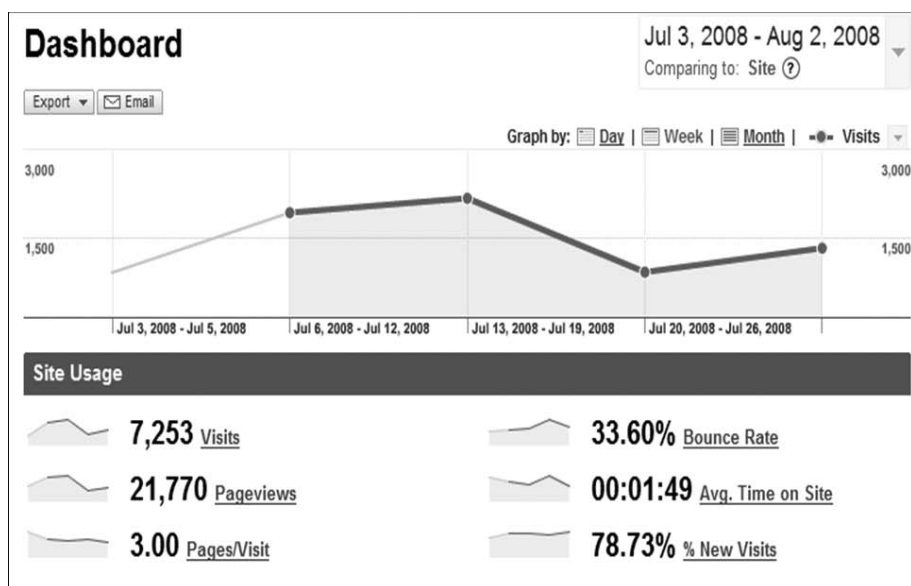 Dashboard
Jul 3, 2008 - Aug 2, 2008
Comparing to: Site ?
Export
Email
Graph by: Day | Week | Month | Visits
3,000 3,000
1,500 1,500
Jul 3, 2008 - Jul 5, 2008 Jul 6, 2008 - Jul 12, 2008 Jul 13, 2008 - Jul 19, 2008 Jul 20, 2008 - Jul 26, 2008
Site Usage
7,253 Visits
33.60% Bounce Rate
21,770 Pageviews
00:01:49 Avg. Time on Site
3.00 Pages/Visit
78.73% % New Visits